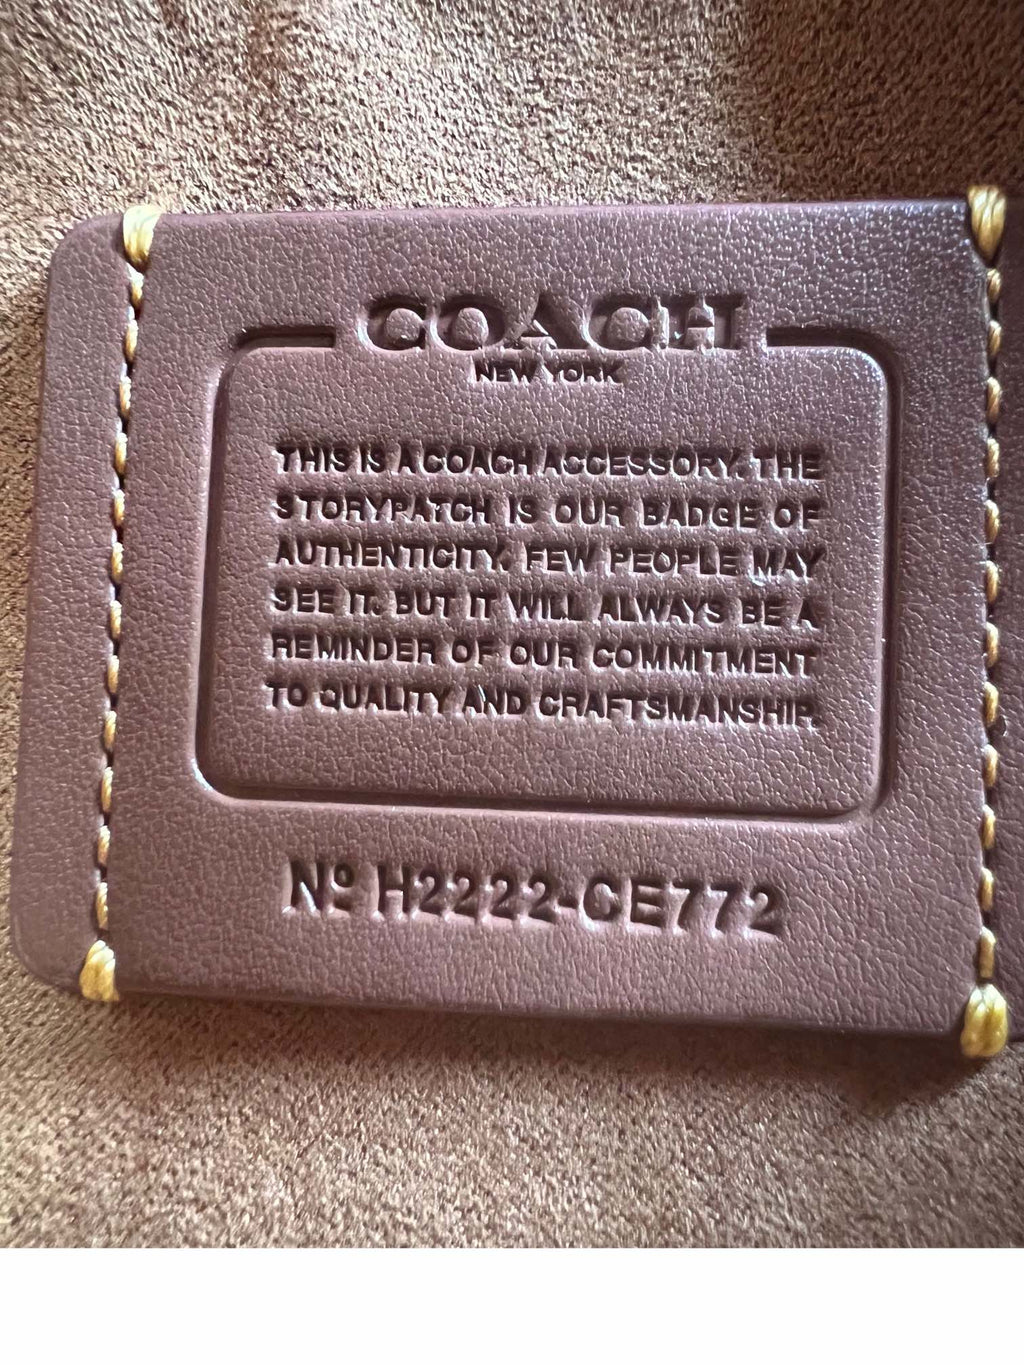 COACH
NEW YORK
THIS IS A COACH ACCESSORY. THE
STORYPATCH IS OUR BADGE OF
AUTHENTICITY. FEW PEOPLE MAY
SEE IT. BUT IT WILL ALWAYS BE A
REMINDER OF OUR COMMITMENT
TO QUALITY AND CRAFTSMANSHIP.
Nº H2222-CE772